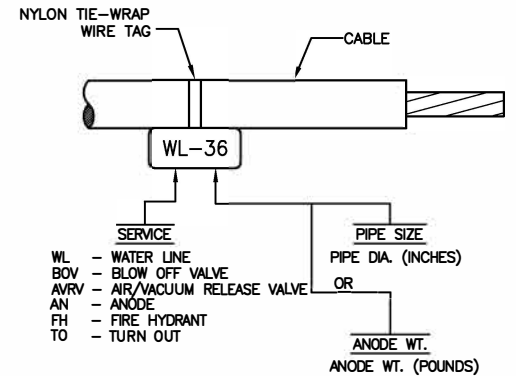 NYLON TIE-WRAP
WIRE TAG
CABLE
WL-36
SERVICE
WL - WATER LINE
BOV - BLOW OFF VALVE
AVRV - AIR/VACUUM RELEASE VALVE
AN - ANODE
FH - FIRE HYDRANT
TO - TURN OUT
PIPE SIZE
PIPE DIA. (INCHES)
OR
ANODE WT.
ANODE WT. (POUNDS)